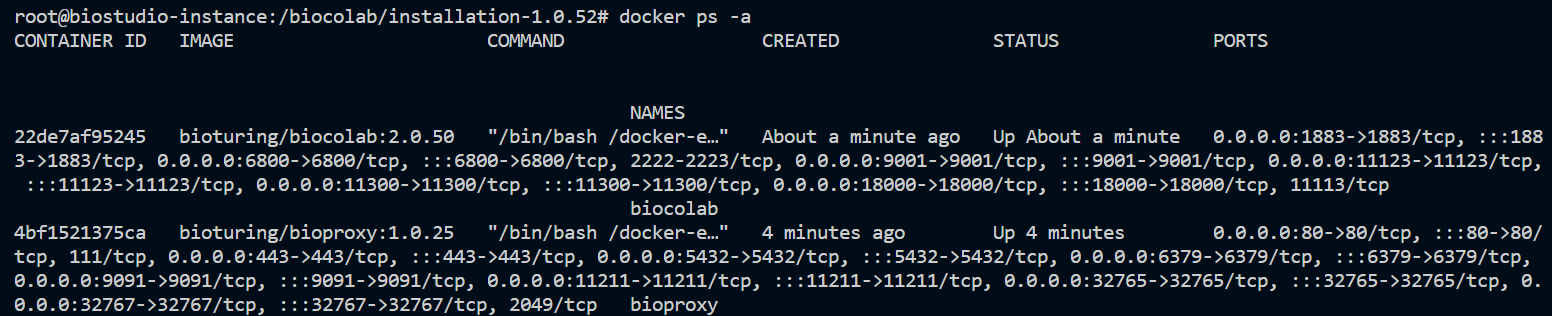 root@biostudio-instance:/biocolab/installation-1.0.52# docker ps -a
CONTAINER ID   IMAGE                      COMMAND                  CREATED              STATUS              PORTS
NAMES
22de7af95245   bioturing/biocolab:2.0.50   "/bin/bash /docker-e…"   About a minute ago   Up About a minute   0.0.0.0:1883->1883/tcp, :::188
3->1883/tcp, 0.0.0.0:6800->6800/tcp, :::6800->6800/tcp, 2222-2223/tcp, 0.0.0.0:9001->9001/tcp, :::9001->9001/tcp, 0.0.0.0:11123->11123/tcp,
:::11123->11123/tcp, 0.0.0.0:11300->11300/tcp, :::11300->11300/tcp, 0.0.0.0:18000->18000/tcp, :::18000->18000/tcp, 11113/tcp
biocolab
4bf1521375ca   bioturing/bioproxy:1.0.25   "/bin/bash /docker-e…"   4 minutes ago        Up 4 minutes        0.0.0.0:80->80/tcp, :::80->80/
tcp, 111/tcp, 0.0.0.0:443->443/tcp, :::443->443/tcp, 0.0.0.0:5432->5432/tcp, :::5432->5432/tcp, 0.0.0.0:6379->6379/tcp, :::6379->6379/tcp,
0.0.0.0:9091->9091/tcp, :::9091->9091/tcp, 0.0.0.0:11211->11211/tcp, :::11211->11211/tcp, 0.0.0.0:32765->32765/tcp, :::32765->32765/tcp, 0.
0.0.0:32767->32767/tcp, :::32767->32767/tcp, 2049/tcp   bioproxy